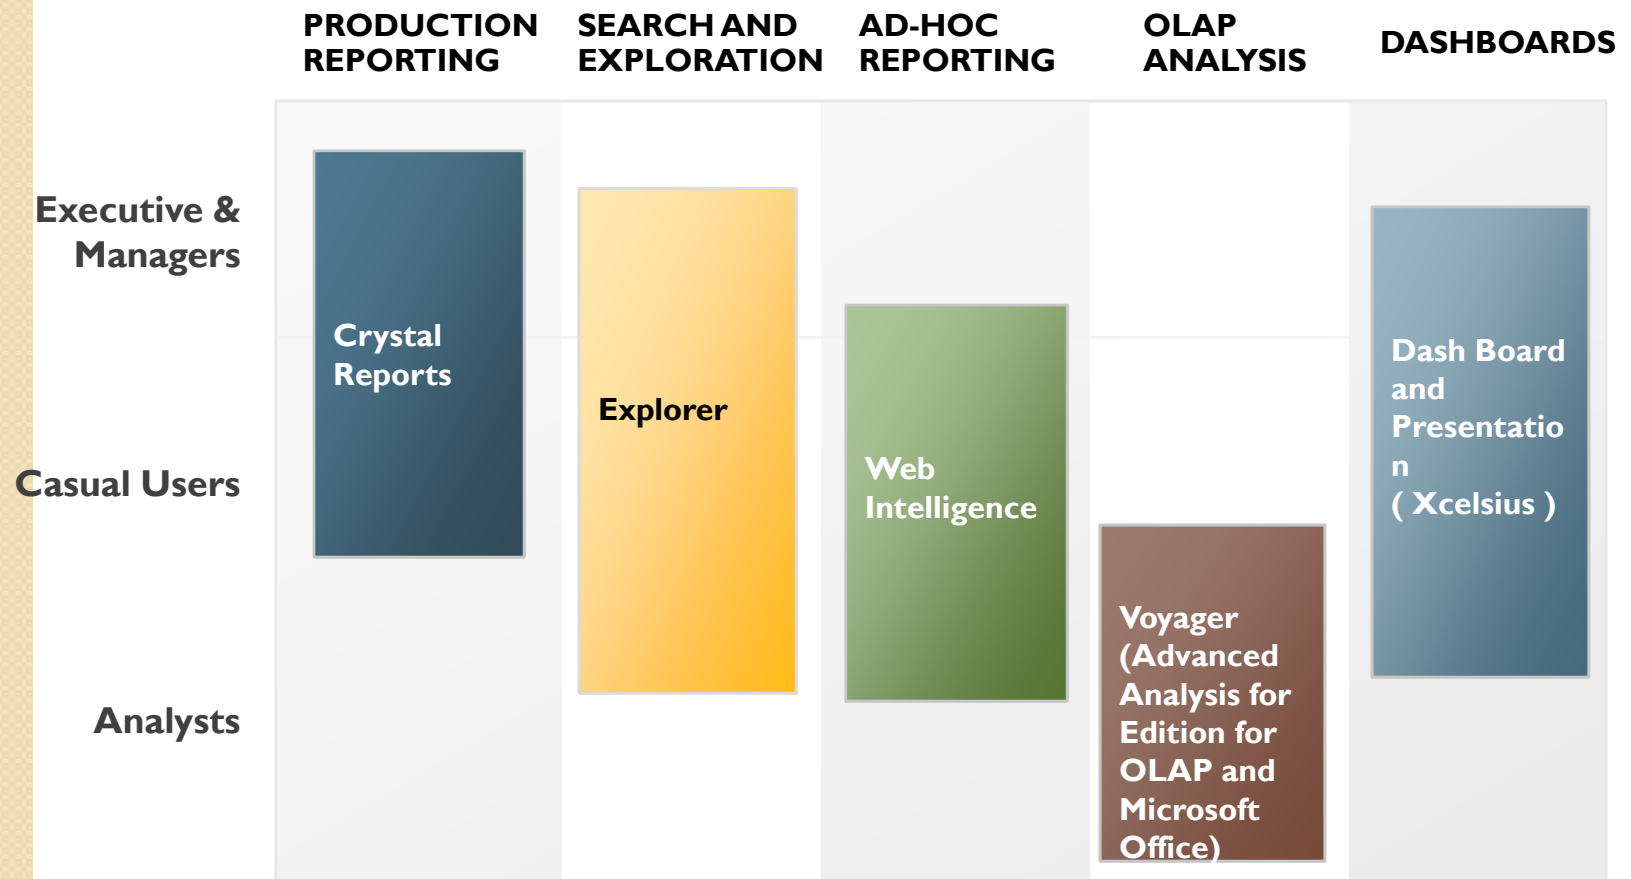 PRODUCTION
REPORTING
SEARCH AND
EXPLORATION
AD-HOC
REPORTING
OLAP
ANALYSIS
DASHBOARDS
Executive &
Managers
Casual Users
Analysts
Crystal
Reports
Explorer
Web
Intelligence
Voyager
(Advanced
Analysis for
Edition for
OLAP and
Microsoft
Office)
Dash Board
and
Presentatio
n
( Xcelsius )